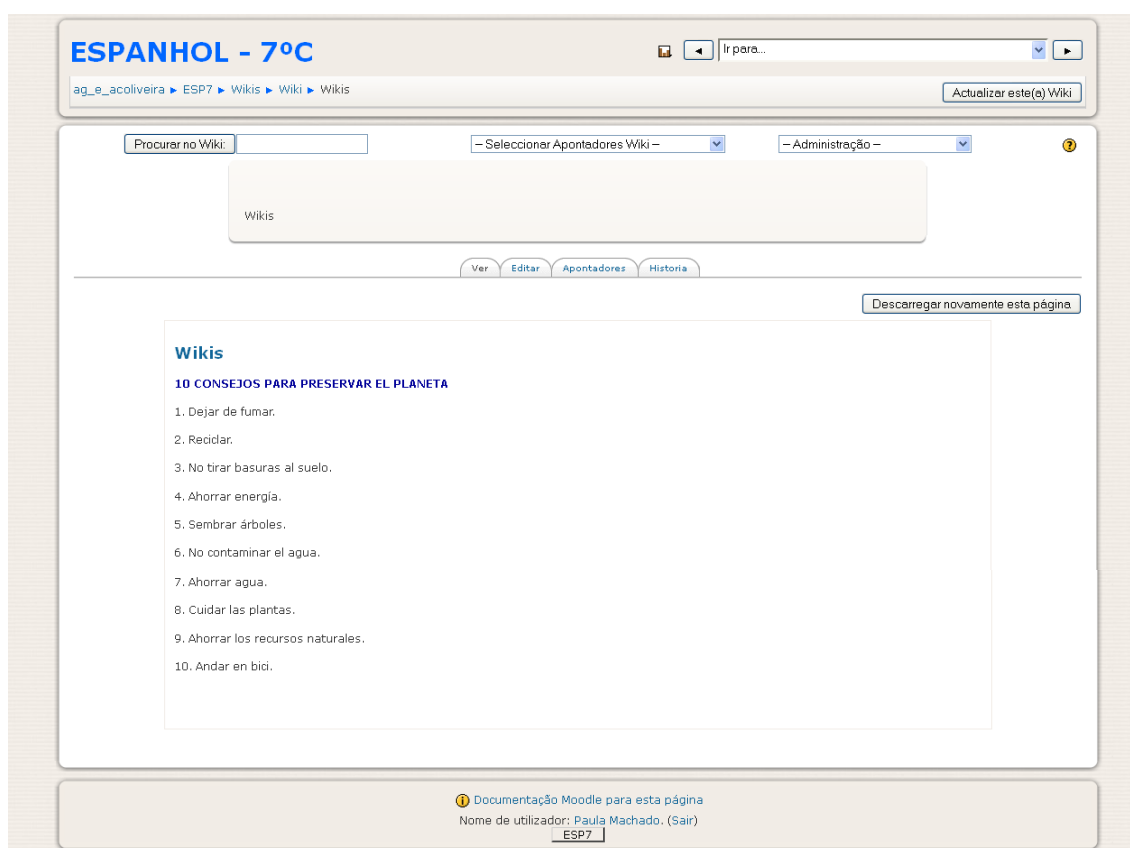 ESPANHOL - 7ºC
Ir para...
ag_e_acoliveira ► ESP7 ► Wikis ► Wiki ► Wikis
Actualizar este(a) Wiki
Procurar no Wiki:
-- Seleccionar Apontadores Wiki --
-- Administração --
Wikis
Ver
Editar
Apontadores
Historia
Descarregar novamente esta página
Wikis
10 CONSEJOS PARA PRESERVAR EL PLANETA
1. Dejar de fumar.
2. Reciclar.
3. No tirar basuras al suelo.
4. Ahorrar energía.
5. Sembrar árboles.
6. No contaminar el agua.
7. Ahorrar agua.
8. Cuidar las plantas.
9. Ahorrar los recursos naturales.
10. Andar en bici.
Documentação Moodle para esta página
Nome de utilizador: Paula Machado. (Sair)
ESP7